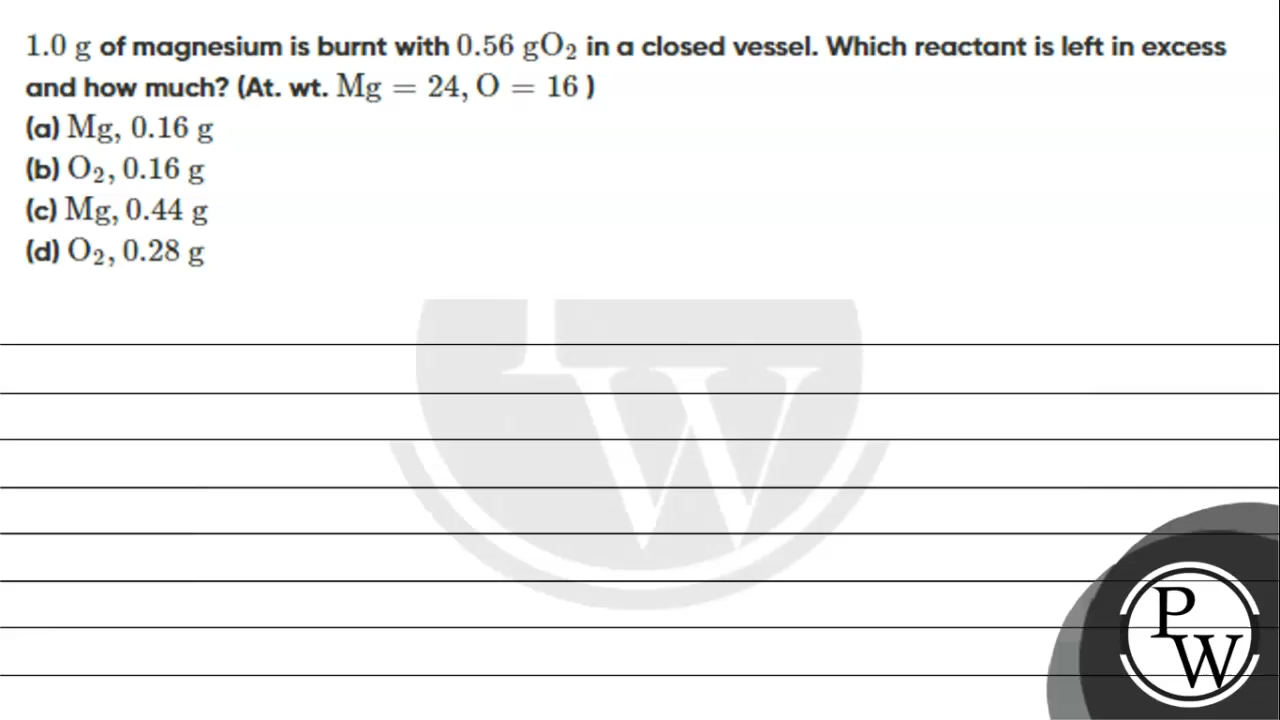 1.0 g of magnesium is burnt with 0.56 gO₂ in a closed vessel. Which reactant is left in excess
and how much? (At. wt. Mg = 24, O = 16 )
(a) Mg, 0.16 g
(b) O₂, 0.16 g
(c) Mg, 0.44 g
(d) O₂, 0.28 g
W
P
W